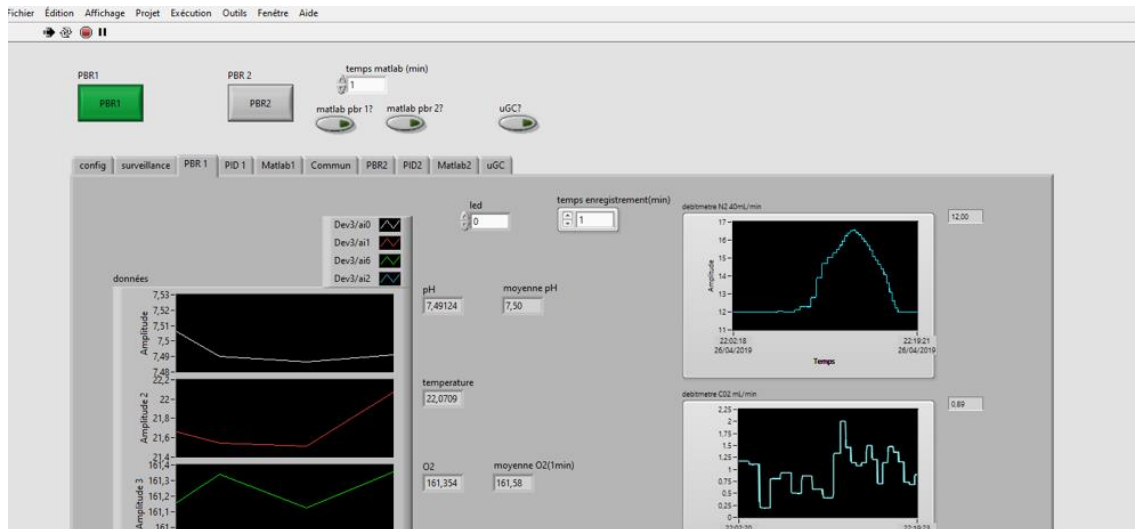 Fichier Édition Affichage Projet Exécution Outils Fenêtre Aide
PBR1
PBR1
PBR 2
PBR2
temps matlab (min)
1
matlab pbr 1?
matlab pbr 2?
uGC?
config surveillance PBR 1 PID 1 Matlab1 Commun PBR2 PID2 Matlab2 uGC
led
0
temps enregistrement(min)
1
Dev3/ai0
Dev3/ai1
Dev3/ai6
Dev3/ai2
données
Amplitude
7,53
7,52
7,51
7,5
7,49
7,48
Amplitude 2
22,2
22
21,8
21,6
21,4
Amplitude 3
161,4
161,3
161,2
161,1
161
pH
7,49124
moyenne pH
7,50
temperature
22,0709
O2
161,354
moyenne O2(1min)
161,58
debitmetre N2 40mL/min
12,00
Amplitude
17
16
15
14
13
12
11
22:02:18
26/04/2019
22:19:21
26/04/2019
Temps
debitmetre C02 mL/min
0,89
2,25
2
1,75
1,5
1,25
1
0,75
0,5
0,25
0
22:02:20
22:19:23